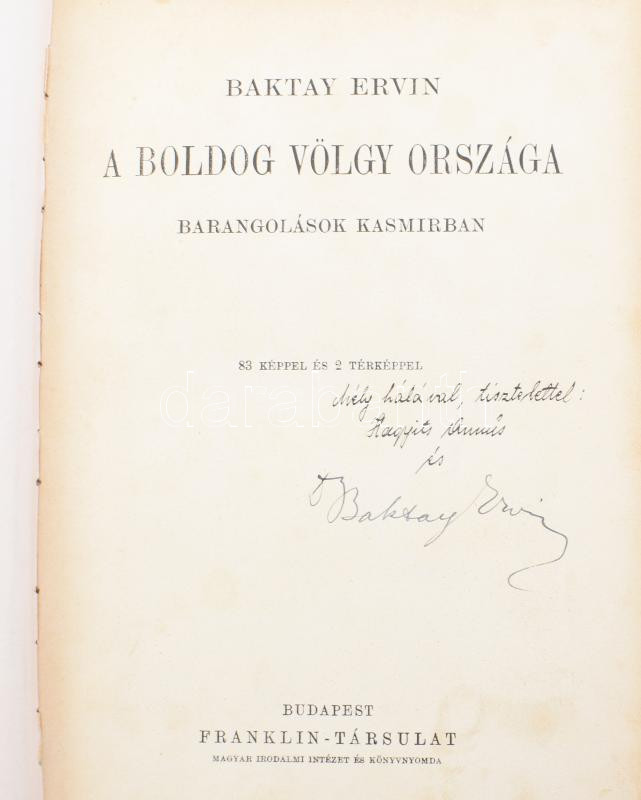 BAKTAY ERVIN
A BOLDOG VÖLGY ORSZÁGA
BARANGOLÁSOK KASMIRBAN
83 KÉPPEL ÉS 2 TÉRKÉPPEL
Mély hálával, tisztelettel:
és
Dr Baktay Ervin
BUDAPEST
FRANKLIN-TÁRSULAT
MAGYAR IRODALMI INTÉZET ÉS KÖNYVNYOMDA